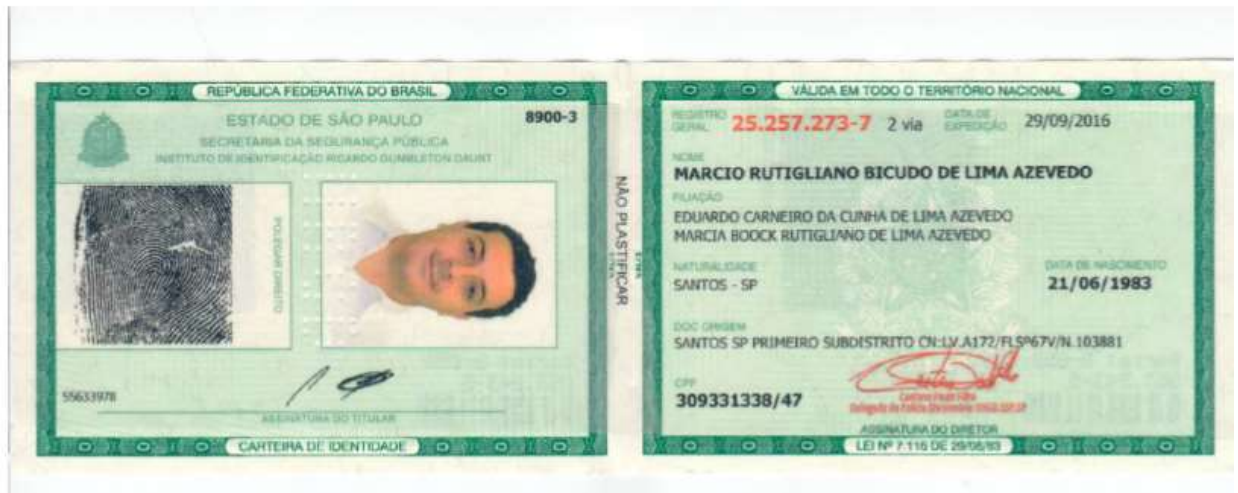 REPÚBLICA FEDERATIVA DO BRASIL
ESTADO DE SÃO PAULO
8900-3
SECRETARIA DA SEGURANÇA PÚBLICA
INSTITUTO DE IDENTIFICAÇÃO RICARDO GUMBLETON DAUNT
POLEGAR DIREITO
55633978
ASSINATURA DO TITULAR
CARTEIRA DE IDENTIDADE
NÃO PLASTIFICAR
VÁLIDA EM TODO O TERRITÓRIO NACIONAL
REGISTRO GERAL 25.257.273-7 2 via DATA DE EXPEDIÇÃO 29/09/2016
NOME
MARCIO RUTIGLIANO BICUDO DE LIMA AZEVEDO
FILIAÇÃO
EDUARDO CARNEIRO DA CUNHA DE LIMA AZEVEDO
MARCIA BOOCK RUTIGLIANO DE LIMA AZEVEDO
NATURALIDADE DATA DE NASCIMENTO
SANTOS - SP 21/06/1983
DOC ORIGEM
SANTOS SP PRIMEIRO SUBDISTRITO CN:LV.A172/FLSº67V/N.103881
CPF
309331338/47
ASSINATURA DO DIRETOR
LEI Nº 7.116 DE 29/08/83